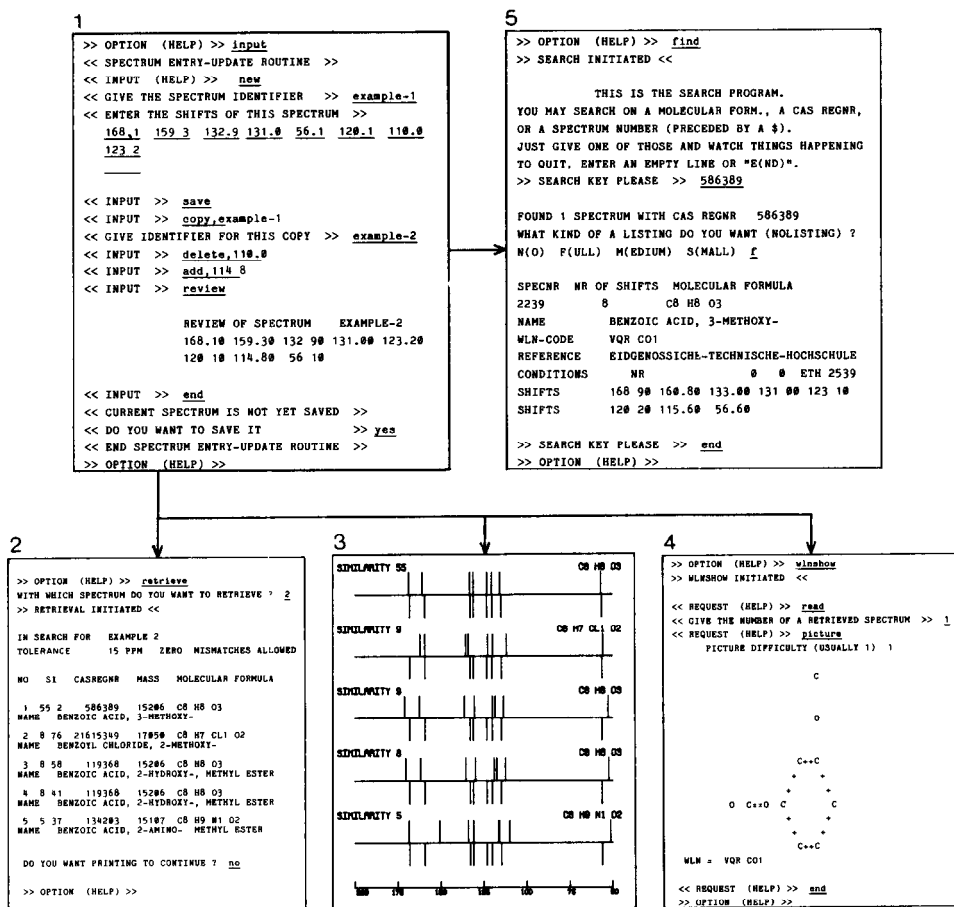 1
>> OPTION (HELP) >> input
<< SPECTRUM ENTRY-UPDATE ROUTINE >>
<< INPUT (HELP) >> new
<< GIVE THE SPECTRUM IDENTIFIER >> example-1
<< ENTER THE SHIFTS OF THIS SPECTRUM >>
168.1 159 3 132.9 131.0 56.1 120.1 110.0
123 2
<< INPUT >> save
<< INPUT >> copy,example-1
<< GIVE IDENTIFIER FOR THIS COPY >> example-2
<< INPUT >> delete,110.0
<< INPUT >> add,114 8
<< INPUT >> review
REVIEW OF SPECTRUM EXAMPLE-2
168.10 159.30 132 90 131.00 123.20
120 10 114.80 56 10
<< INPUT >> end
<< CURRENT SPECTRUM IS NOT YET SAVED >>
<< DO YOU WANT TO SAVE IT >> yes
<< END SPECTRUM ENTRY-UPDATE ROUTINE >>
>> OPTION (HELP) >>
5
>> OPTION (HELP) >> find
>> SEARCH INITIATED <<
THIS IS THE SEARCH PROGRAM.
YOU MAY SEARCH ON A MOLECULAR FORM., A CAS REGNR,
OR A SPECTRUM NUMBER (PRECEDED BY A $).
JUST GIVE ONE OF THOSE AND WATCH THINGS HAPPENING
TO QUIT, ENTER AN EMPTY LINE OR "E(ND)".
>> SEARCH KEY PLEASE >> 586389
FOUND 1 SPECTRUM WITH CAS REGNR 586389
WHAT KIND OF A LISTING DO YOU WANT (NOLISTING) ?
N(O) F(ULL) M(EDIUM) S(MALL) f
SPECNR NR OF SHIFTS MOLECULAR FORMULA
2239 8 C8 H8 O3
NAME BENZOIC ACID, 3-METHOXY-
WLN-CODE VQR CO1
REFERENCE EIDGENOSSICHE-TECHNISCHE-HOCHSCHULE
CONDITIONS NR 0 0 ETH 2539
SHIFTS 168 90 160.80 133.00 131 00 123 10
SHIFTS 120 20 115.60 56.60
>> SEARCH KEY PLEASE >> end
>> OPTION (HELP) >>
2
>> OPTION (HELP) >> retrieve
WITH WHICH SPECTRUM DO YOU WANT TO RETRIEVE ? 2
>> RETRIEVAL INITIATED <<
IN SEARCH FOR EXAMPLE 2
TOLERANCE 15 PPM ZERO MISMATCHES ALLOWED
NO SI CASREGNR MASS MOLECULAR FORMULA
1 55 2 586389 15206 C8 H8 O3
NAME BENZOIC ACID, 3-METHOXY-
2 8 76 21615349 17050 C8 H7 CL1 O2
NAME BENZOYL CHLORIDE, 2-METHOXY-
3 8 58 119368 15206 C8 H8 O3
NAME BENZOIC ACID, 2-HYDROXY-, METHYL ESTER
4 8 41 119368 15206 C8 H8 O3
NAME BENZOIC ACID, 2-HYDROXY-, METHYL ESTER
5 5 37 134203 15107 C8 H9 N1 O2
NAME BENZOIC ACID, 2-AMINO- METHYL ESTER
DO YOU WANT PRINTING TO CONTINUE ? no
>> OPTION (HELP) >>
3
SIMILARITY 55 C8 H8 O3
SIMILARITY 9 C8 H7 CL1 O2
SIMILARITY 9 C8 H8 O3
SIMILARITY 8 C8 H8 O3
SIMILARITY 5 C8 H9 N1 O2
200 175 150 125 100 75 50
4
>> OPTION (HELP) >> wlnshow
>> WLNSHOW INITIATED <<
<< REQUEST (HELP) >> read
<< GIVE THE NUMBER OF A RETRIEVED SPECTRUM >> 1
<< REQUEST (HELP) >> picture
PICTURE DIFFICULTY (USUALLY 1) 1
C
O
C++C
+ +
+ +
O C==O C C
+ +
+ +
C++C
WLN = VQR CO1
<< REQUEST (HELP) >> end
>> OPTION (HELP) >>